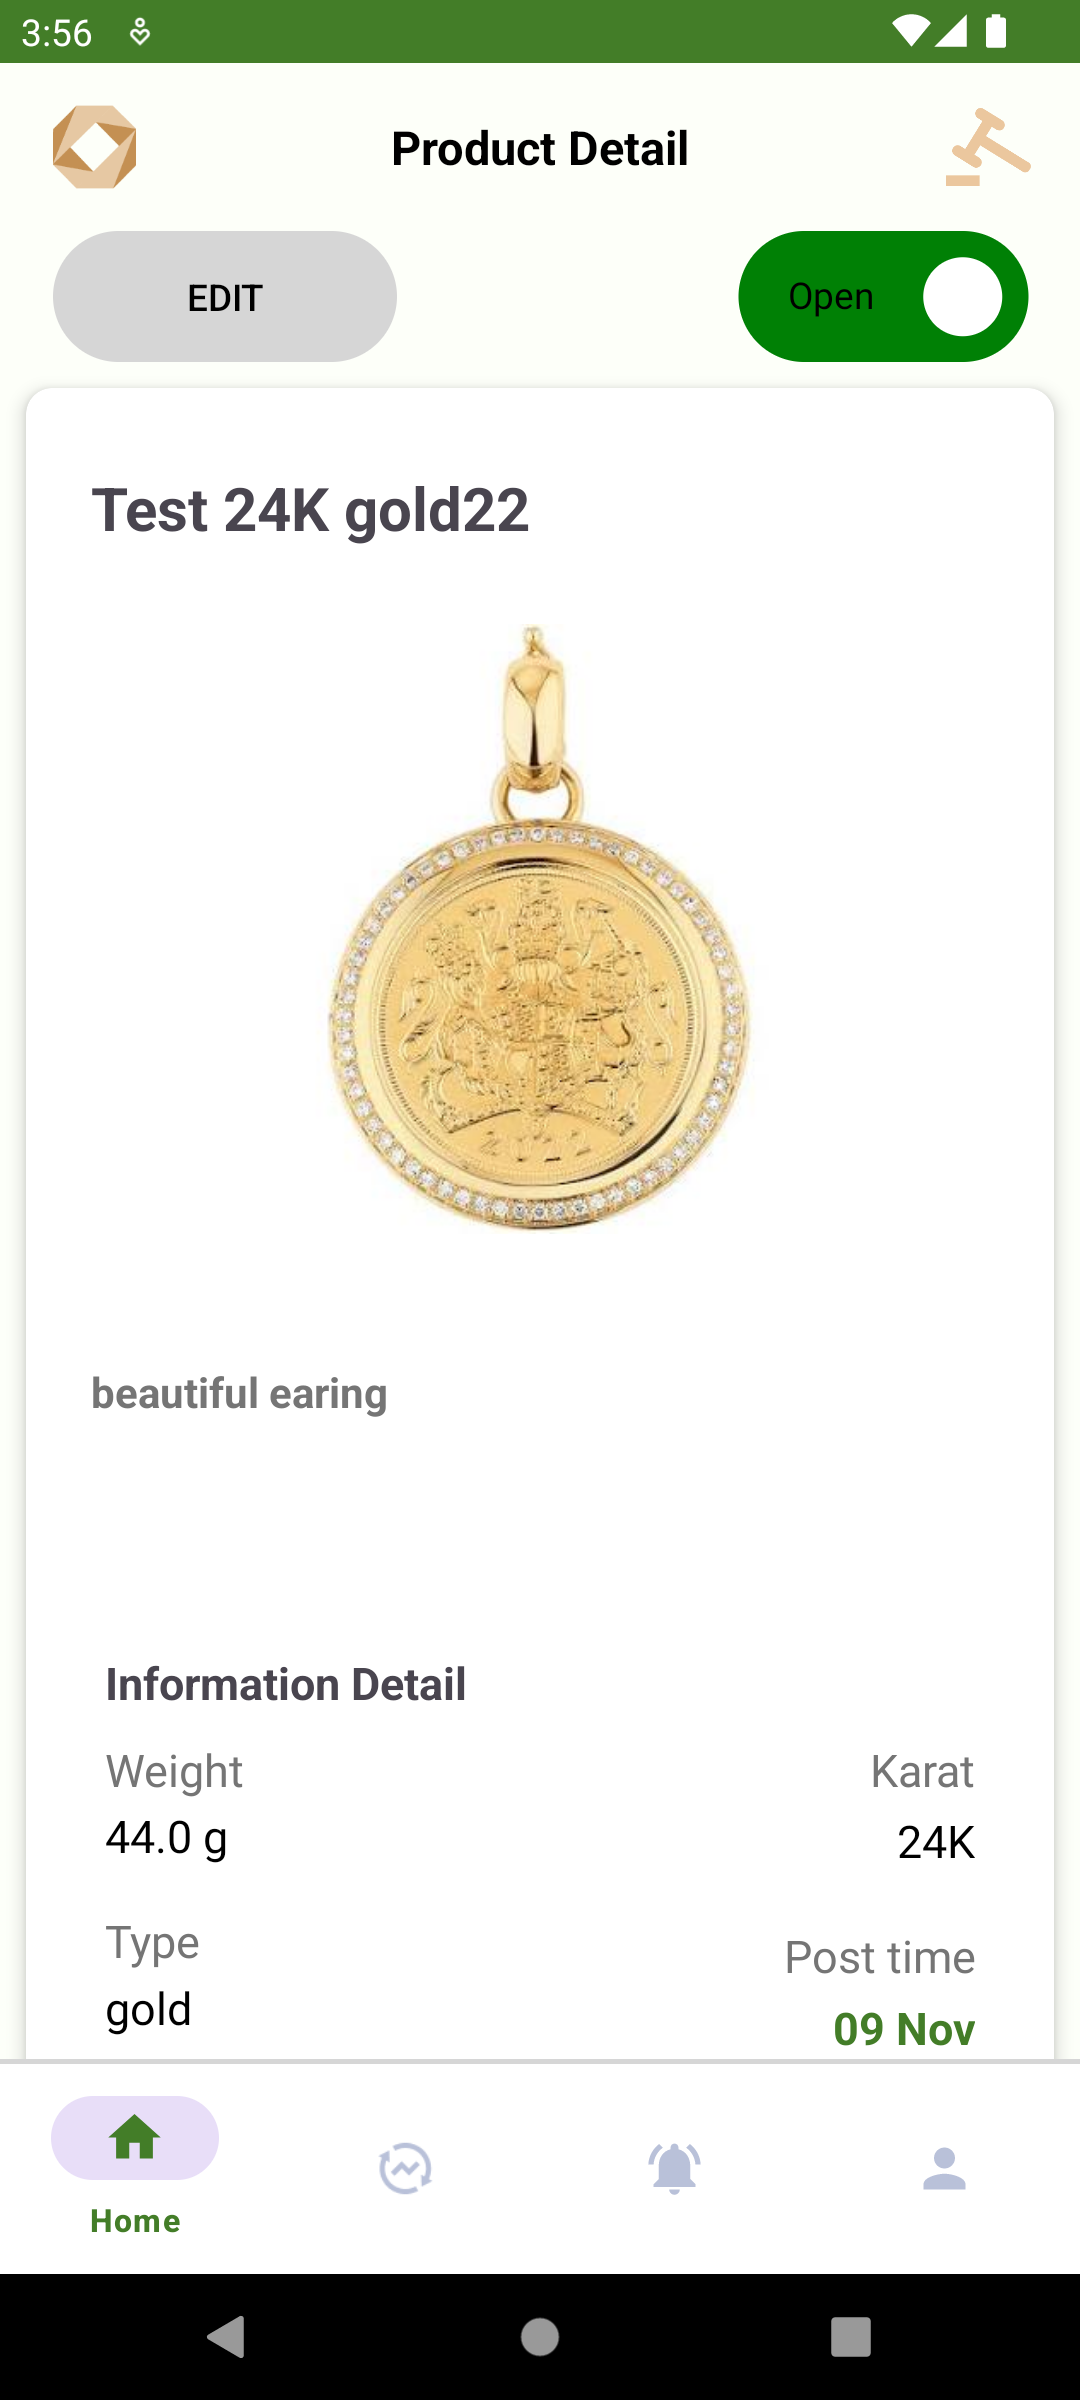 3:56
Product Detail
EDIT
Open
Test 24K gold22
2022
beautiful earing
Information Detail
Weight
Karat
44.0 g
24K
Type
Post time
gold
09 Nov
Home